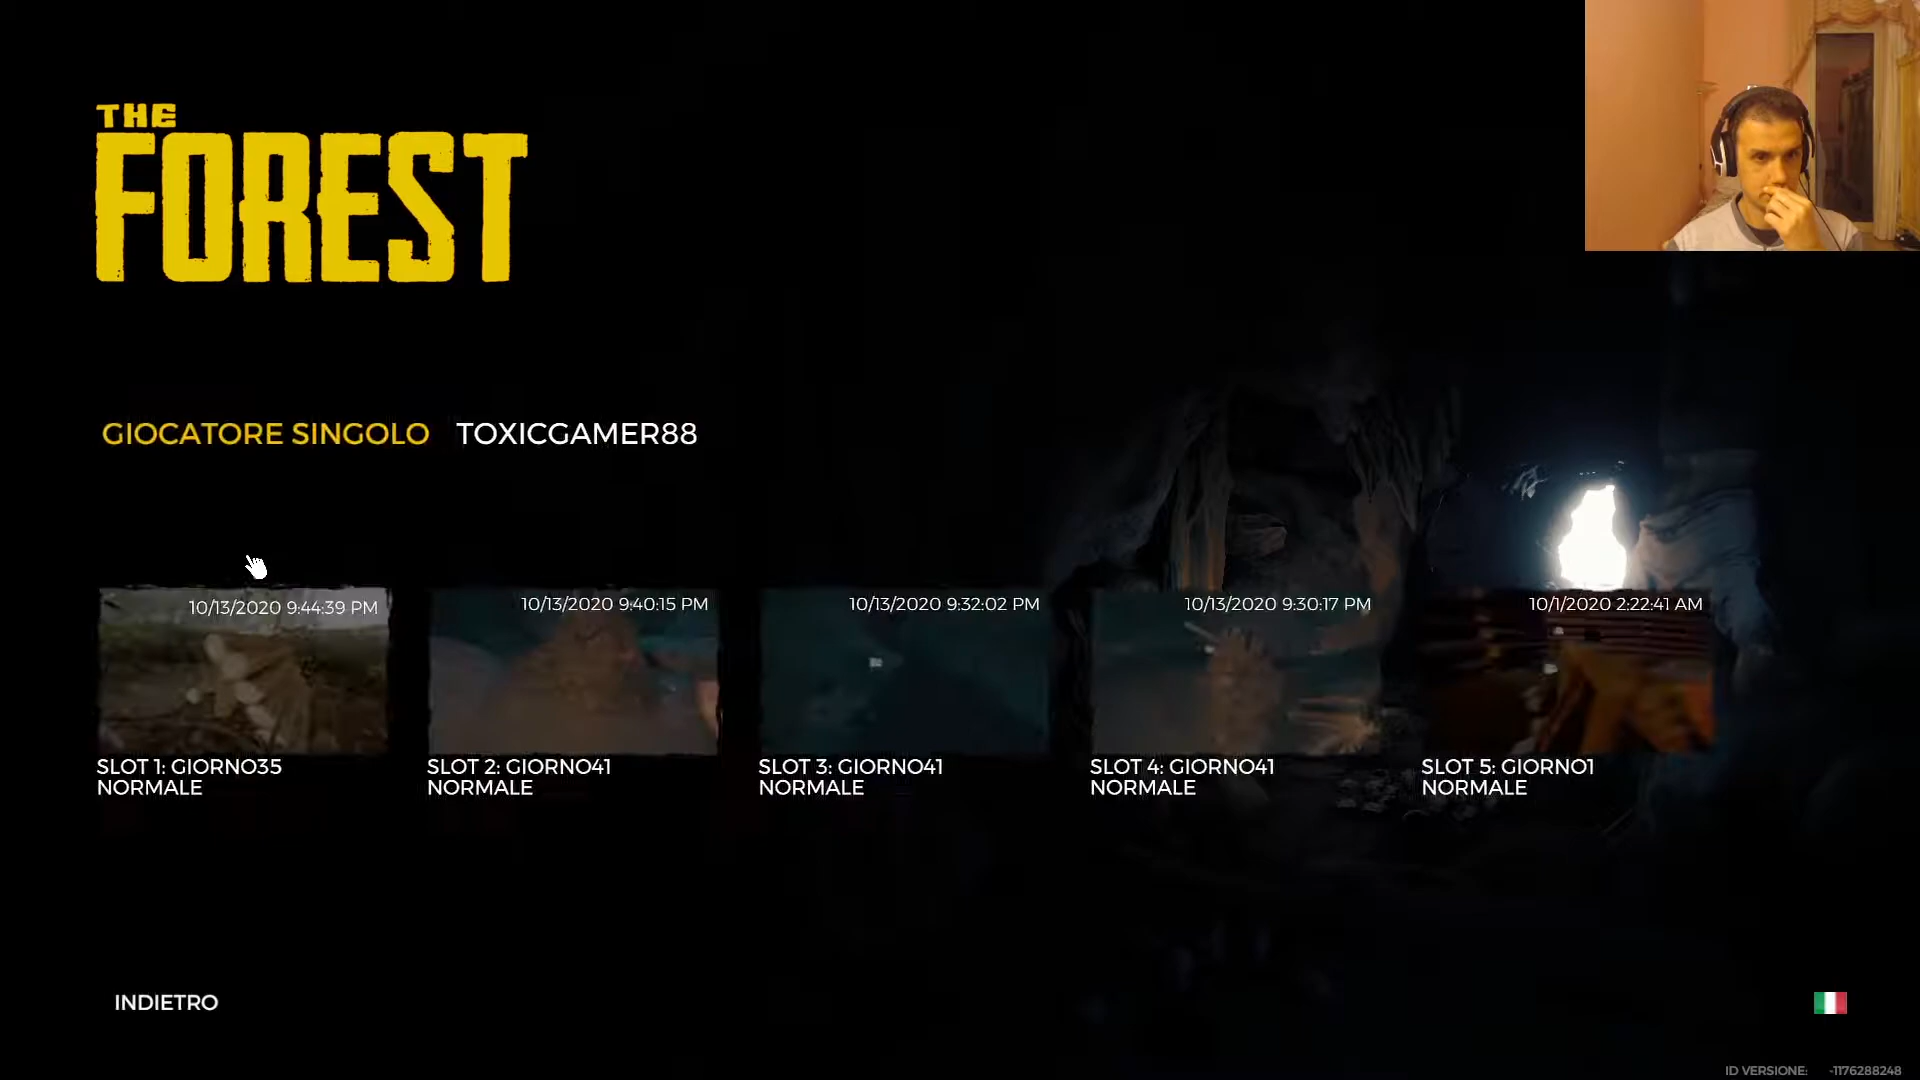 THE
FOREST
GIOCATORE SINGOLO TOXICGAMER88
10/13/2020 9:44:39 PM
10/13/2020 9:40:15 PM
10/13/2020 9:32:02 PM
10/13/2020 9:30:17 PM
10/1/2020 2:22:41 AM
SLOT 1: GIORNO35
NORMALE
SLOT 2: GIORNO41
NORMALE
SLOT 3: GIORNO41
NORMALE
SLOT 4: GIORNO41
NORMALE
SLOT 5: GIORNO1
NORMALE
INDIETRO
ID VERSIONE: -1176288248